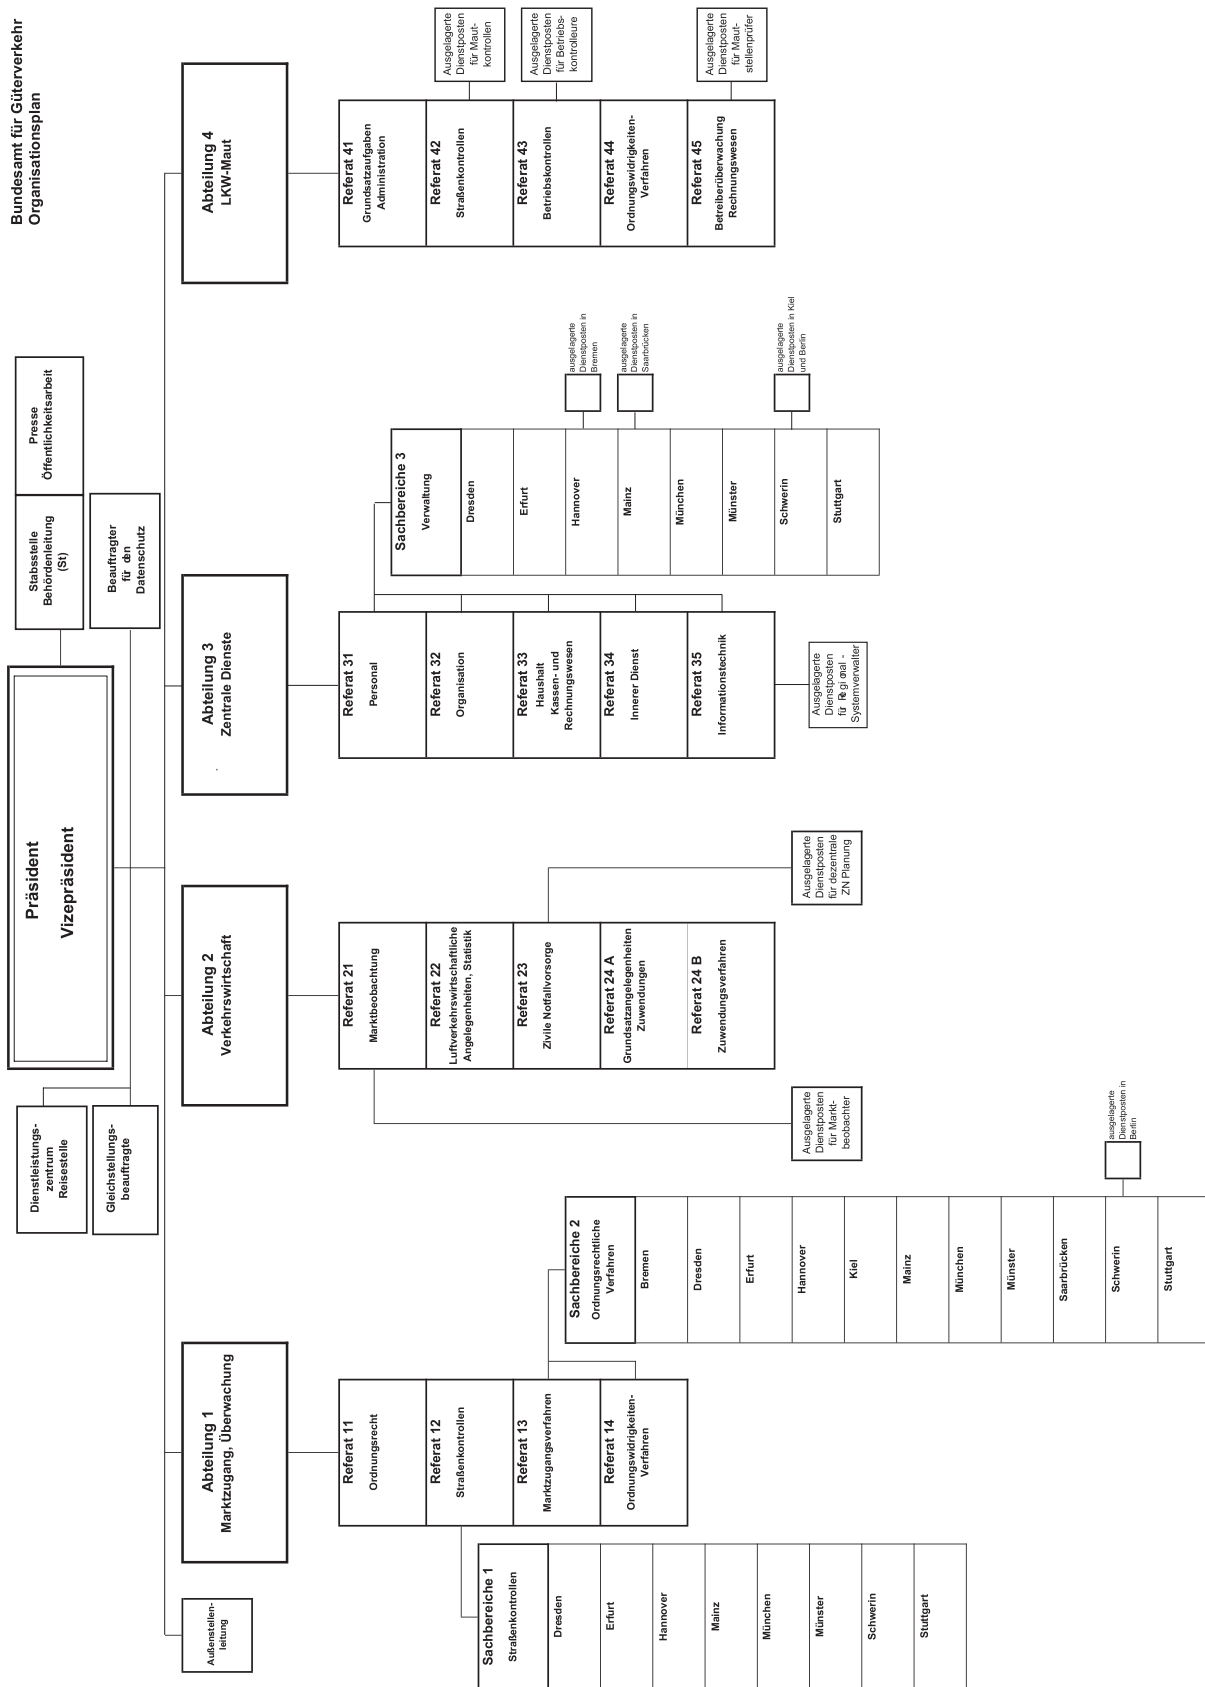 Bundesamt für Güterverkehr
Organisationsplan
Präsident
Vizepräsident
Stabsstelle
Behördenleitung
(St)
Presse
Öffentlichkeitsarbeit
Beauftragter
für den
Datenschutz
Dienstleistungs-
zentrum
Reisestelle
Gleichstellungs-
beauftragte
Außenstellen-
leitung
Abteilung 1
Marktzugang, Überwachung
Referat 11
Ordnungsrecht
Referat 12
Straßenkontrollen
Referat 13
Marktzugangsverfahren
Referat 14
Ordnungswidrigkeiten-
Verfahren
Sachbereiche 1
Straßenkontrollen
Dresden
Erfurt
Hannover
Mainz
München
Münster
Schwerin
Stuttgart
Sachbereiche 2
Ordnungsrechtliche
Verfahren
Bremen
Dresden
Erfurt
Hannover
Kiel
Mainz
München
Münster
Saarbrücken
Schwerin
Stuttgart
ausgelagerte
Dienstposten in
Berlin
Abteilung 2
Verkehrswirtschaft
Referat 21
Marktbeobachtung
Referat 22
Luftverkehrswirtschaftliche
Angelegenheiten, Statistik
Referat 23
Zivile Notfallvorsorge
Referat 24 A
Grundsatzangelegenheiten
Zuwendungen
Referat 24 B
Zuwendungsverfahren
Ausgelagerte
Dienstposten
für Markt-
beobachter
Ausgelagerte
Dienstposten
für dezentrale
ZN Planung
Abteilung 3
Zentrale Dienste
Referat 31
Personal
Referat 32
Organisation
Referat 33
Haushalt
Kassen- und
Rechnungswesen
Referat 34
Innerer Dienst
Referat 35
Informationstechnik
Ausgelagerte
Dienstposten
für Regional -
Systemverwalter
Sachbereiche 3
Verwaltung
Dresden
Erfurt
Hannover
Mainz
München
Münster
Schwerin
Stuttgart
ausgelagerte
Dienstposten in
Bremen
ausgelagerte
Dienstposten in
Saarbrücken
ausgelagerte
Dienstposten in Kiel
und Berlin
Abteilung 4
LKW-Maut
Referat 41
Grundsatzaufgaben
Administration
Referat 42
Straßenkontrollen
Referat 43
Betriebskontrollen
Referat 44
Ordnungswidrigkeiten-
Verfahren
Referat 45
Betreiberüberwachung
Rechnungswesen
Ausgelagerte
Dienstposten
für Maut-
kontrollen
Ausgelagerte
Dienstposten
für Betriebs-
kontrolleure
Ausgelagerte
Dienstposten
für Maut-
stellenprüfer